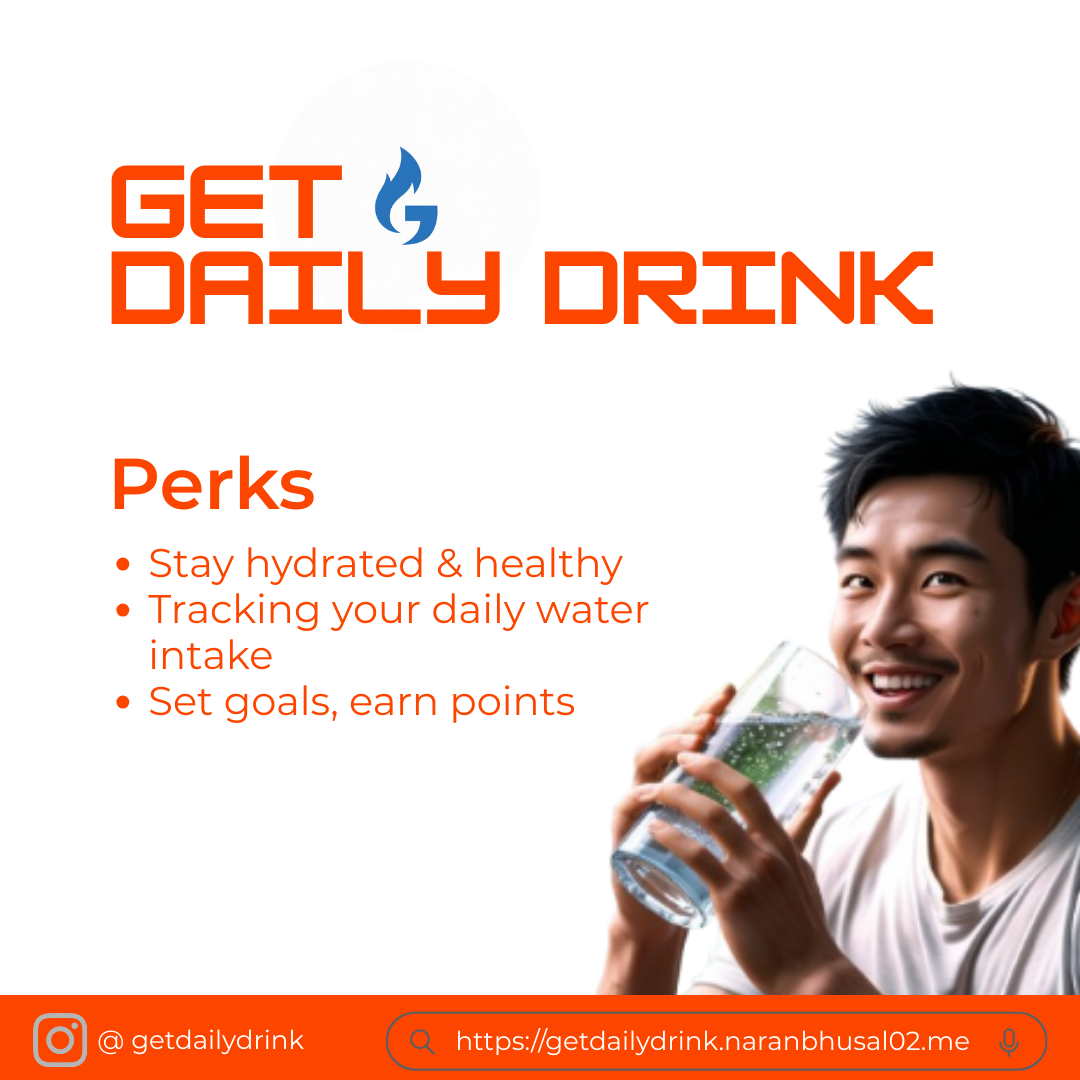 GET
DAILY DRINK
Perks
• Stay hydrated & healthy
• Tracking your daily water
intake
• Set goals, earn points
@ getdailydrink
https://getdailydrink.naranbhusal02.me